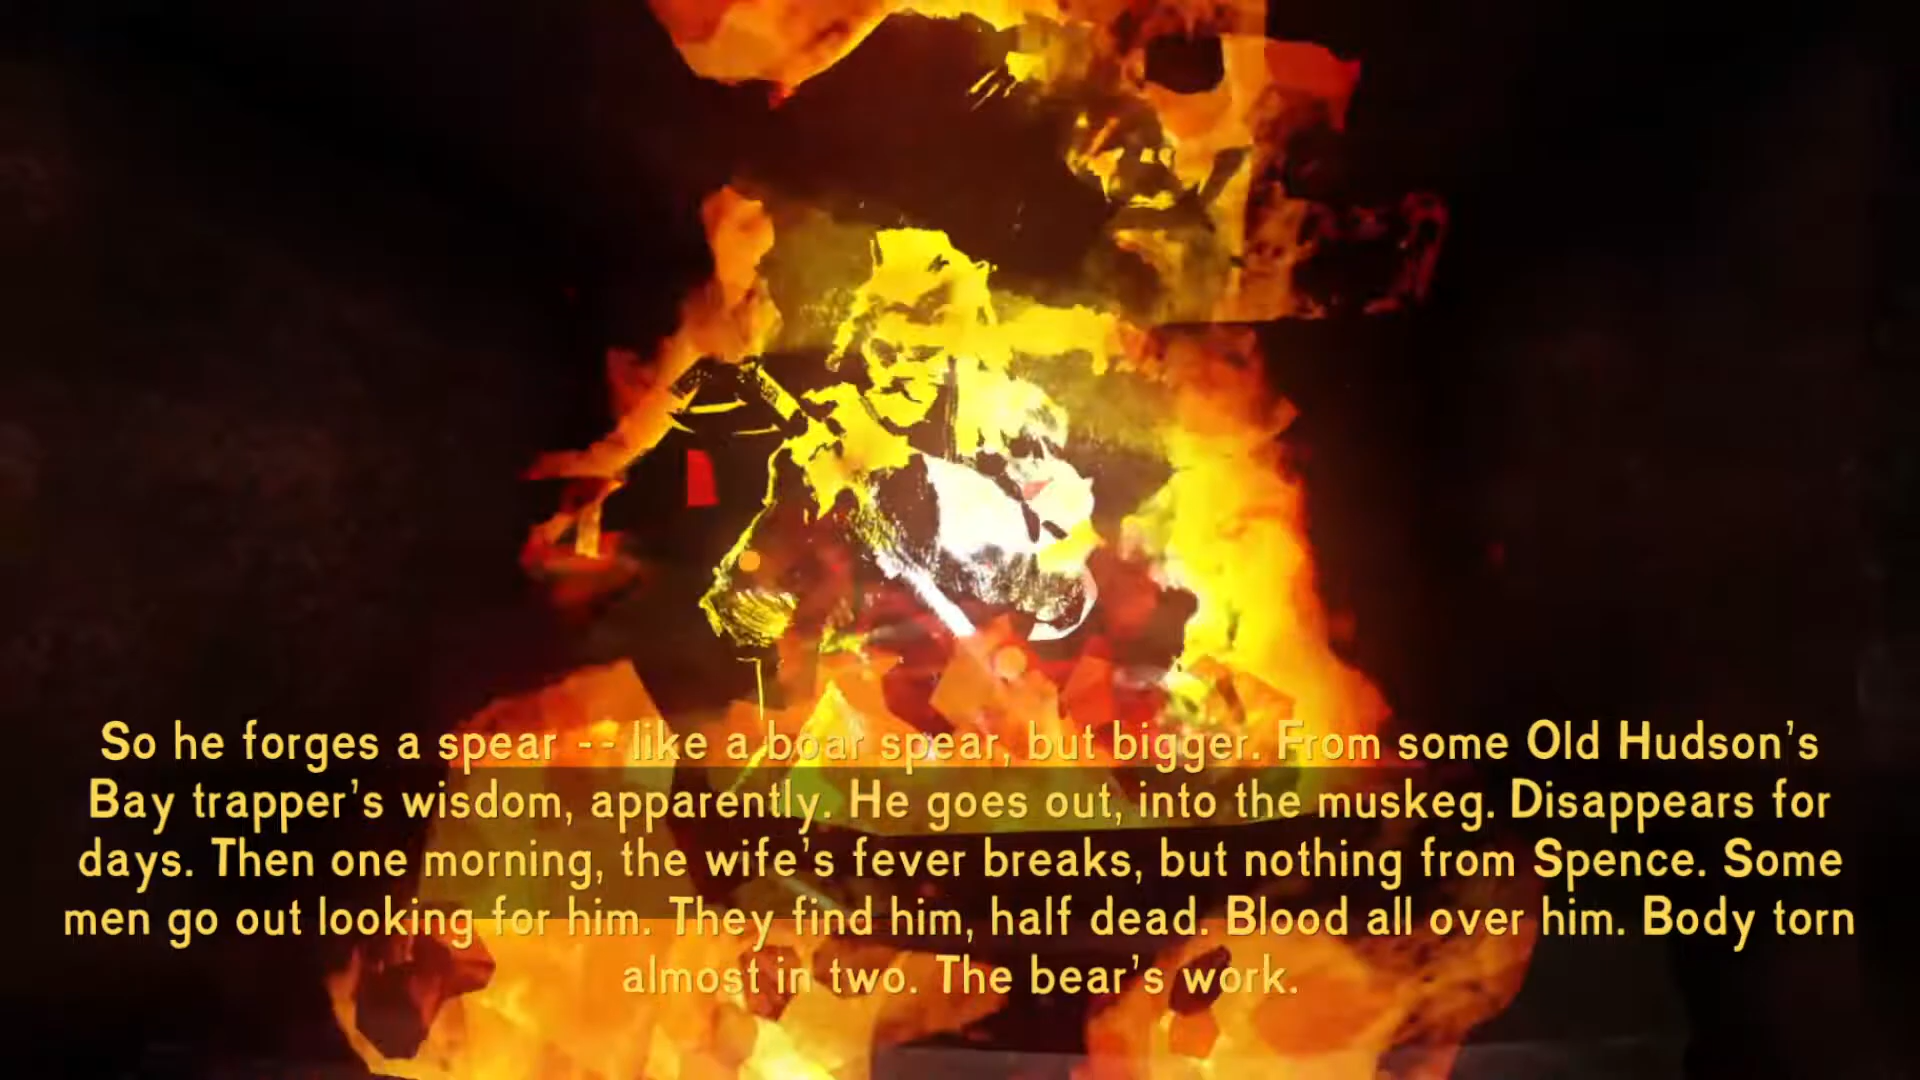 So he forges a spear -- like a boar spear, but bigger. From some Old Hudson's
Bay trapper's wisdom, apparently. He goes out, into the muskeg. Disappears for
days. Then one morning, the wife's fever breaks, but nothing from Spence. Some
men go out looking for him. They find him, half dead. Blood all over him. Body torn
almost in two. The bear's work.